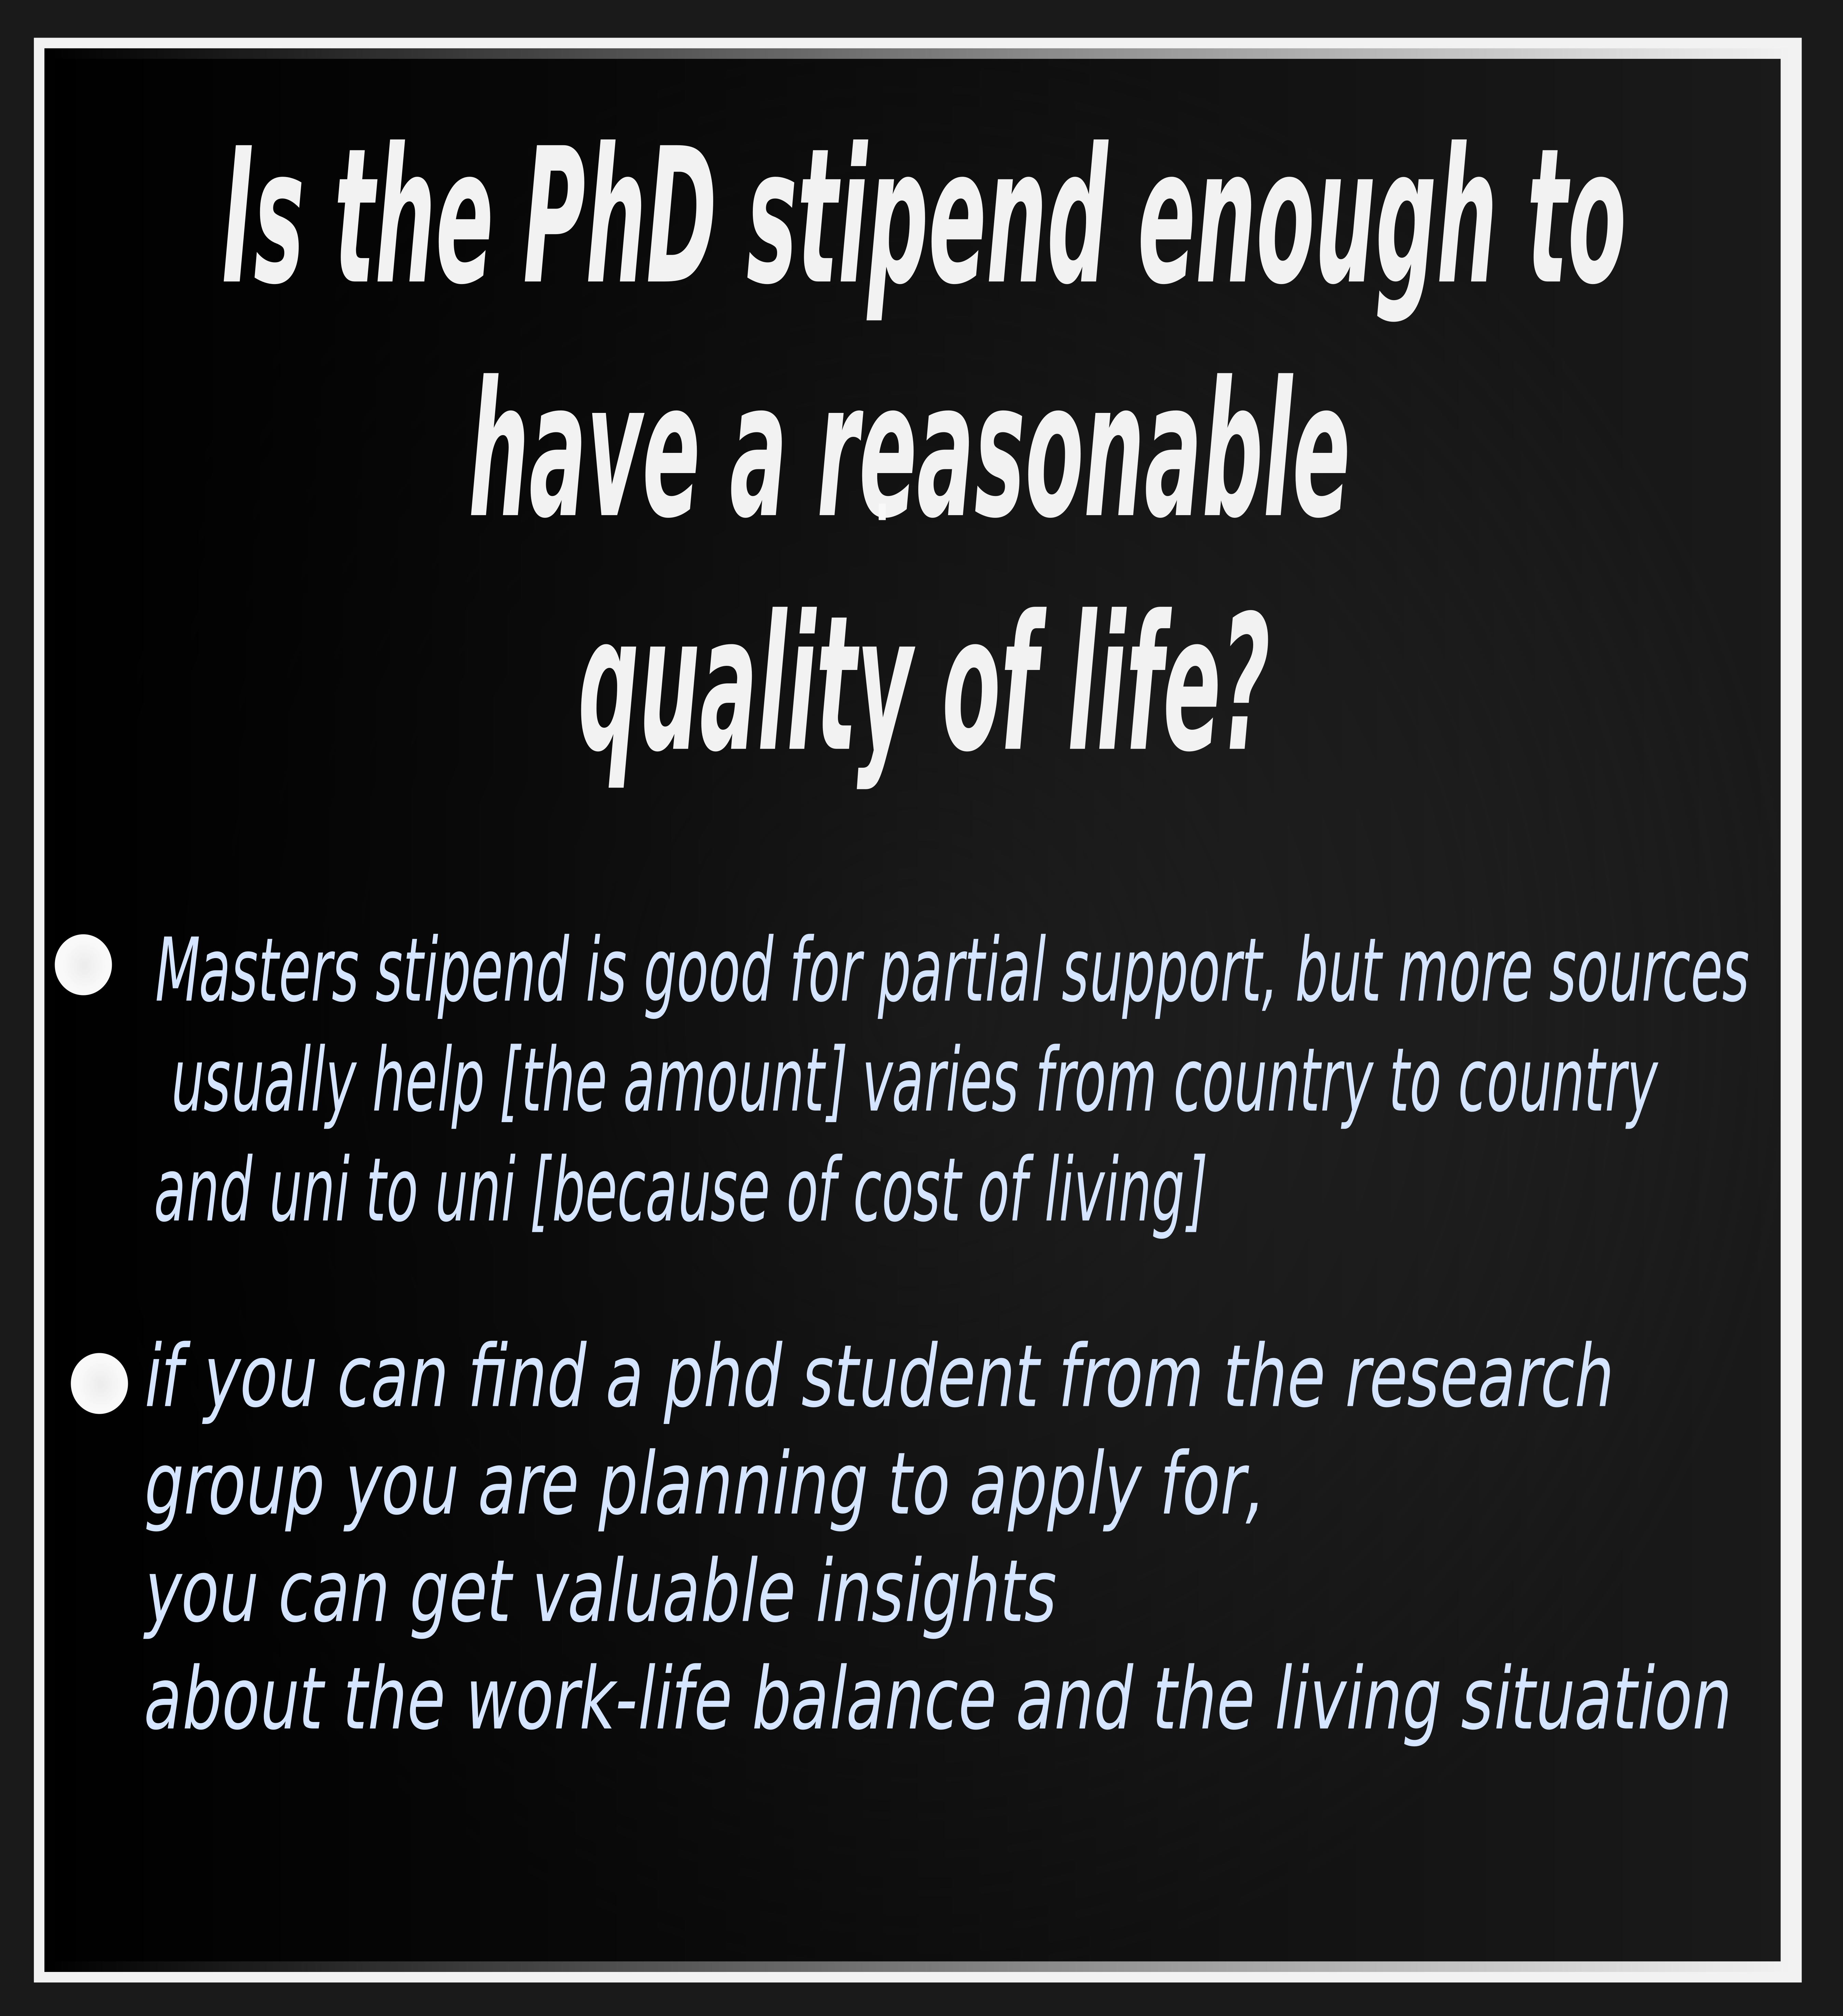 Is the PhD stipend enough to
have a reasonable
quality of life?
Masters stipend is good for partial support, but more sources
usually help [the amount] varies from country to country
and uni to uni [because of cost of living]
if you can find a phd student from the research
group you are planning to apply for,
you can get valuable insights
about the work-life balance and the living situation